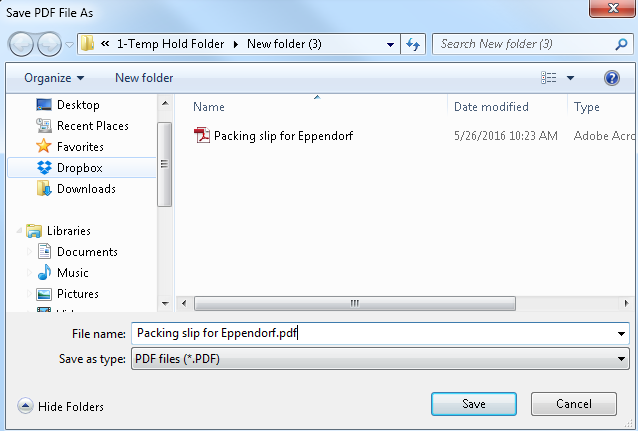 Save PDF File As
« 1-Temp Hold Folder New folder (3) Search New folder (3)
Organize New folder
Desktop
Recent Places
Favorites
Dropbox
Downloads
Libraries
Documents
Music
Pictures
Name Date modified Type
Packing slip for Eppendorf 5/26/2016 10:23 AM Adobe Acro
File name: Packing slip for Eppendorf.pdf
Save as type: PDF files (*.PDF)
Hide Folders Save Cancel